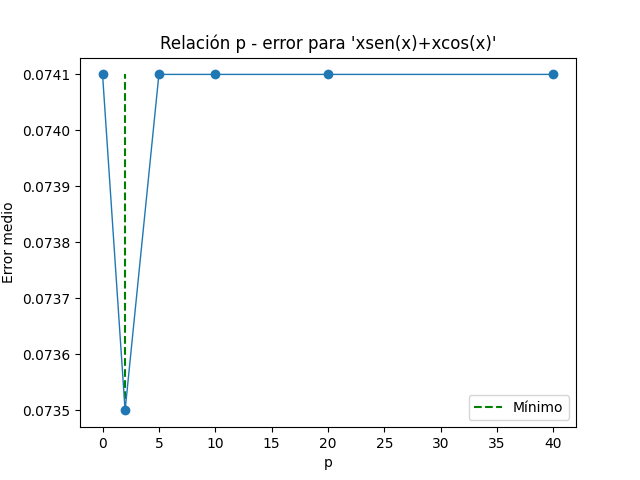 Relación p - error para 'xsen(x)+xcos(x)'
Error medio
0.0741
0.0740
0.0739
0.0738
0.0737
0.0736
0.0735
Mínimo
0 5 10 15 20 25 30 35 40
p